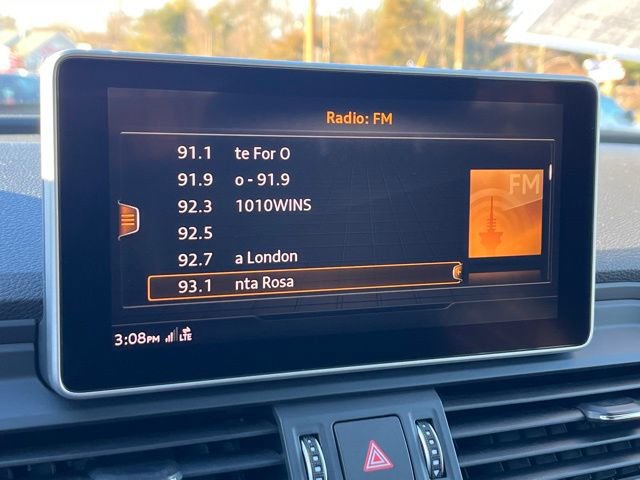 Radio: FM
91.1 te For O
91.9 o - 91.9
92.3 1010WINS
92.5
92.7 a London
93.1 nta Rosa
FM
3:08PM LTE